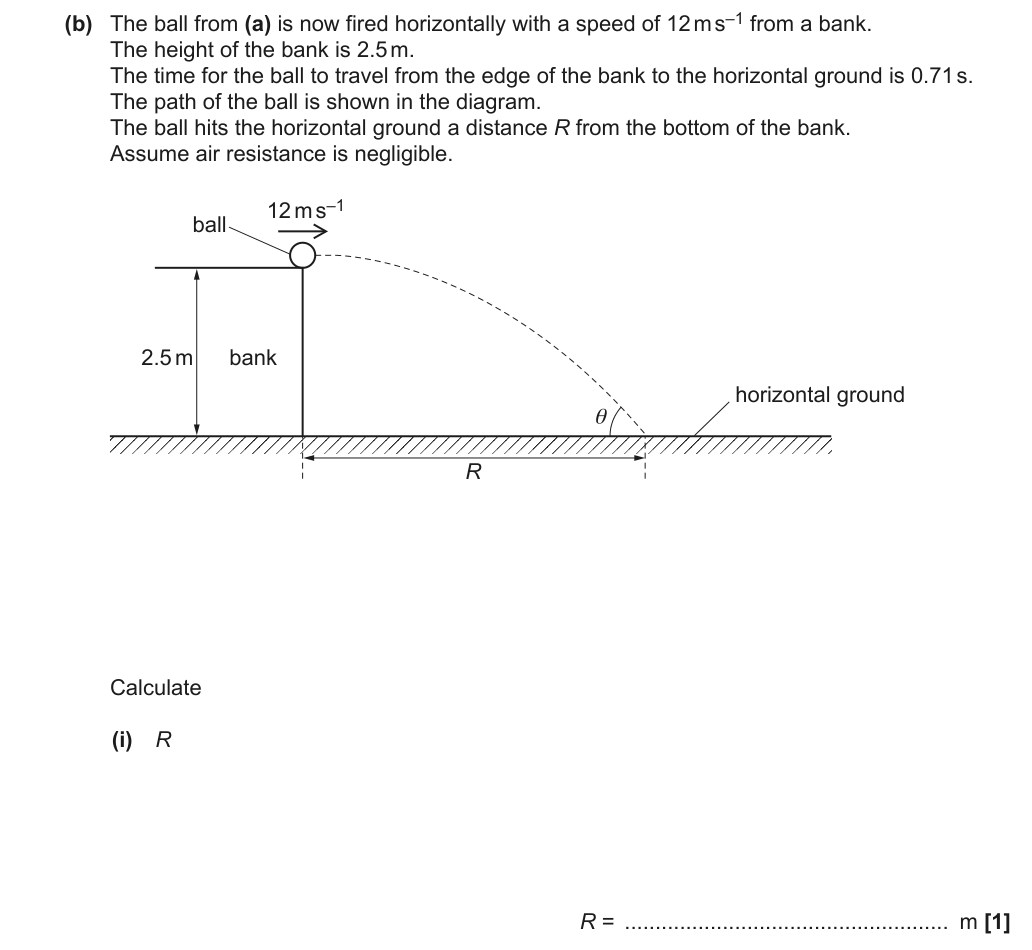 (b) The ball from (a) is now fired horizontally with a speed of 12 m s⁻¹ from a bank.
The height of the bank is 2.5 m.
The time for the ball to travel from the edge of the bank to the horizontal ground is 0.71 s.
The path of the ball is shown in the diagram.
The ball hits the horizontal ground a distance R from the bottom of the bank.
Assume air resistance is negligible.
12 m s⁻¹
ball
2.5 m bank
horizontal ground
θ
R
Calculate
(i) R
R = ...................................................... m [1]